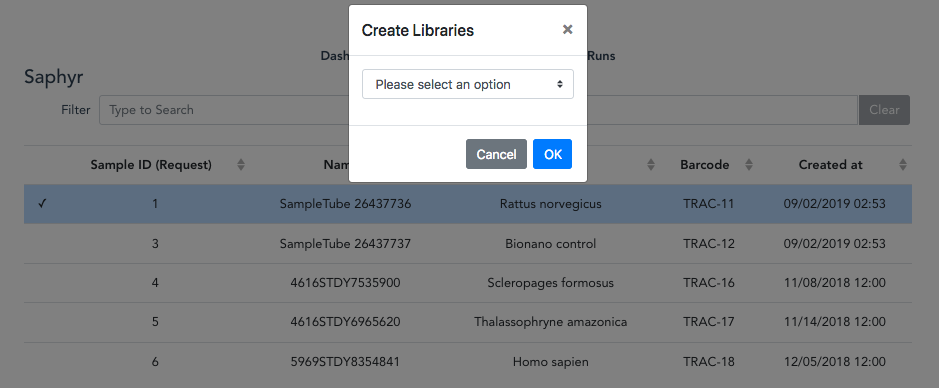 Create Libraries ×
Dash Runs
Saphyr
Please select an option
Filter Type to Search Clear
Cancel OK
Sample ID (Request) Barcode Created at
✓ 1 SampleTube 26437736 Rattus norvegicus TRAC-11 09/02/2019 02:53
3 SampleTube 26437737 Bionano control TRAC-12 09/02/2019 02:53
4 4616STDY7535900 Scleropages formosus TRAC-16 11/08/2018 12:00
5 4616STDY6965620 Thalassophryne amazonica TRAC-17 11/14/2018 12:00
6 5969STDY8354841 Homo sapien TRAC-18 12/05/2018 12:00